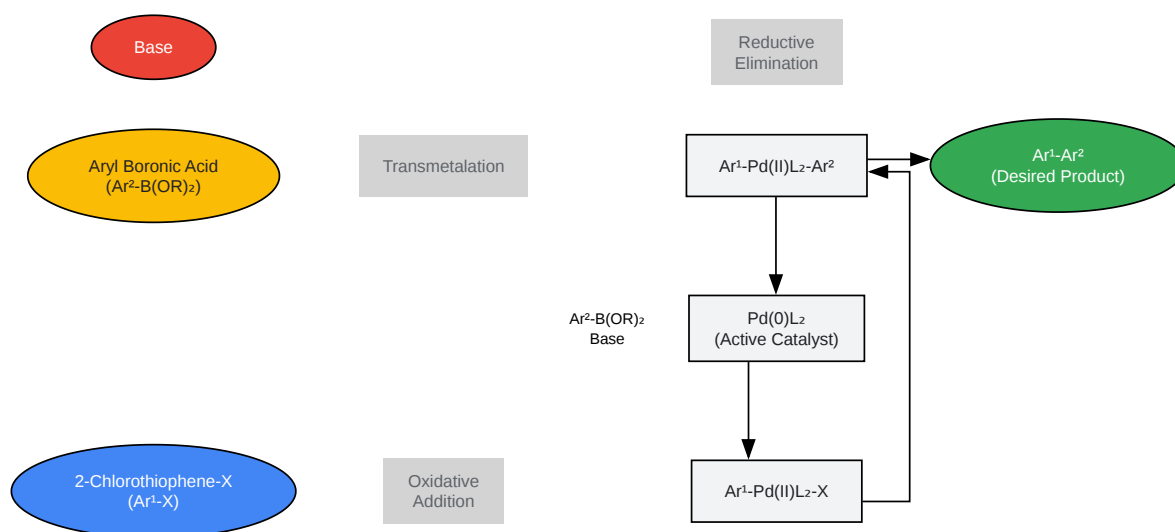 Base
Reductive
Elimination
Aryl Boronic Acid
(Ar²-B(OR)₂)
Transmetalation
Ar¹-Pd(II)L₂-Ar²
Ar¹-Ar²
(Desired Product)
Ar²-B(OR)₂
Base
Pd(0)L₂
(Active Catalyst)
2-Chlorothiophene-X
(Ar¹-X)
Oxidative
Addition
Ar¹-Pd(II)L₂-X